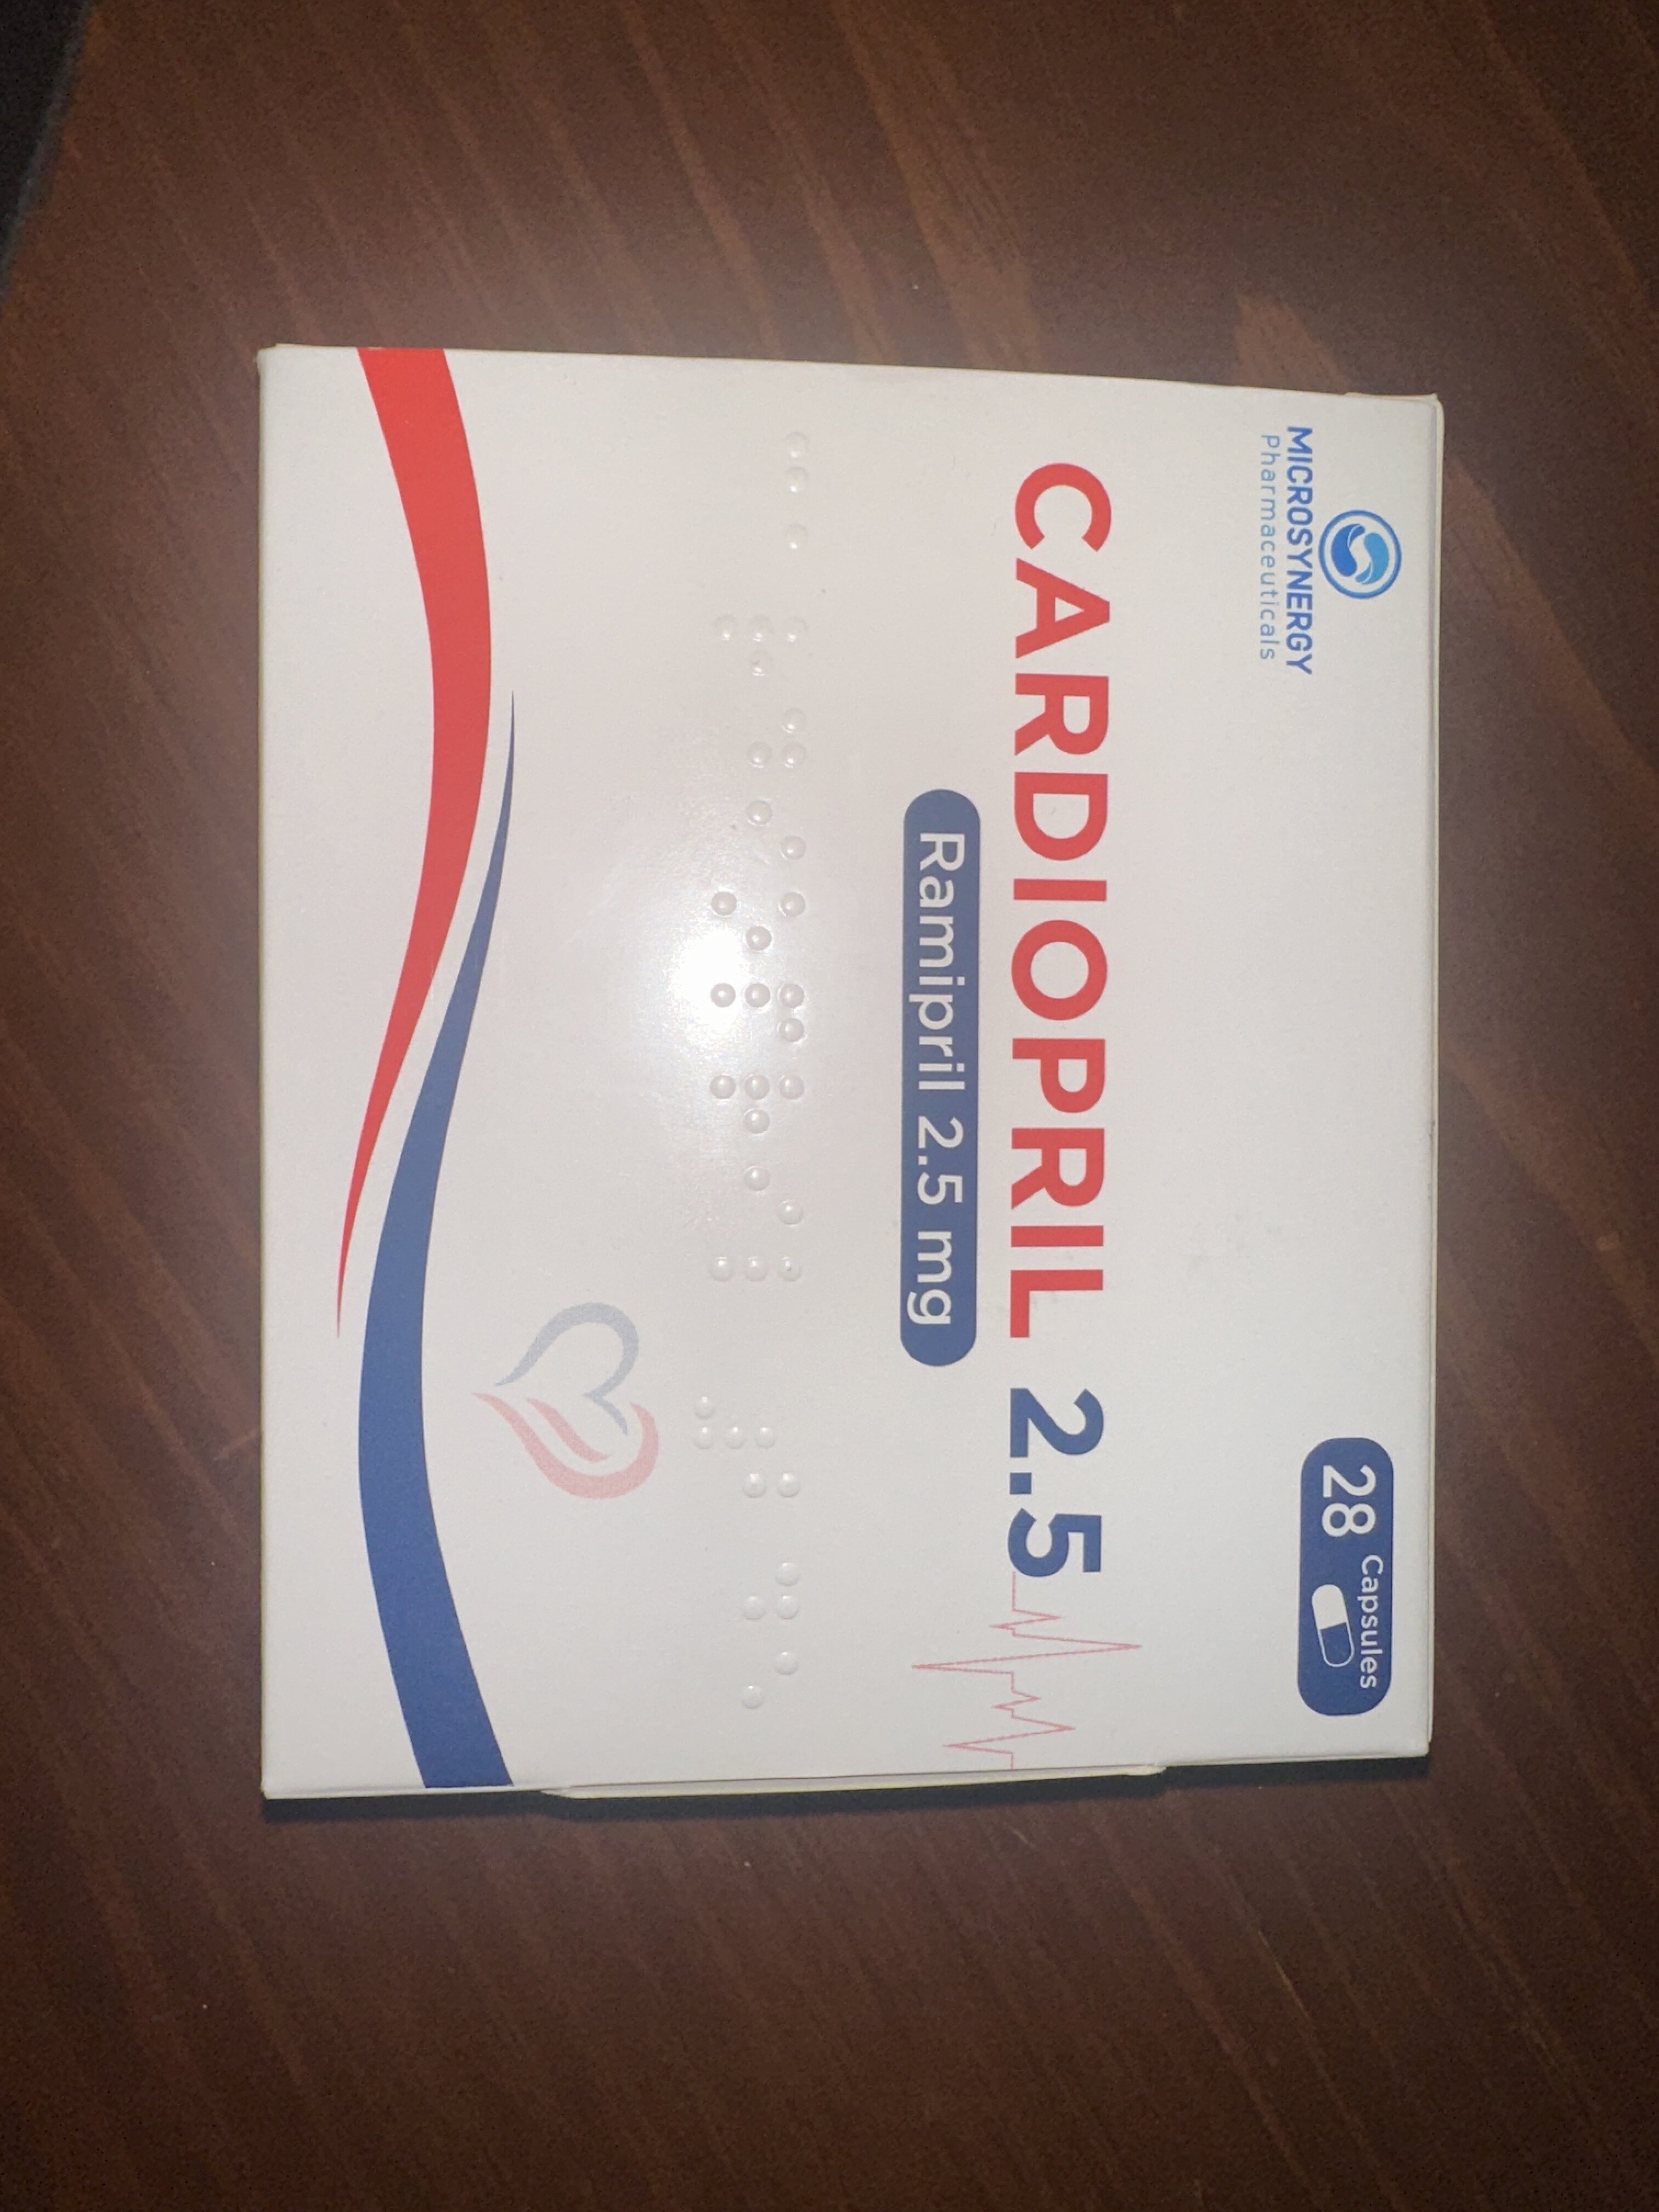 MICROSYNERGY
Pharmaceuticals
28 Capsules
CARDIOPRIL 2.5
Ramipril 2.5 mg